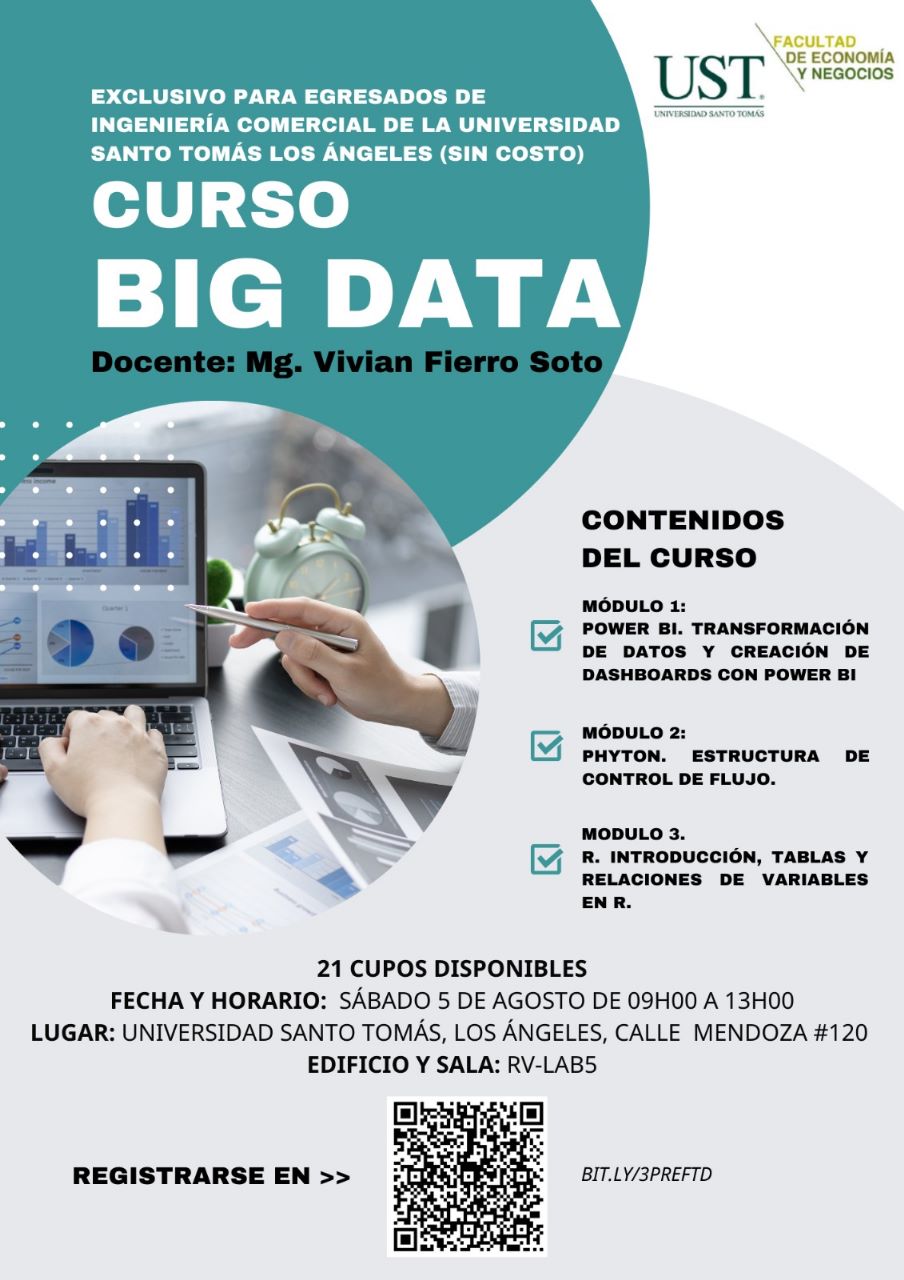 UST
UNIVERSIDAD SANTO TOMÁS
FACULTAD
DE ECONOMÍA
Y NEGOCIOS
EXCLUSIVO PARA EGRESADOS DE
INGENIERÍA COMERCIAL DE LA UNIVERSIDAD
SANTO TOMÁS LOS ÁNGELES (SIN COSTO)
CURSO
BIG DATA
Docente: Mg. Vivian Fierro Soto
Quarter 1
CONTENIDOS
DEL CURSO
MÓDULO 1:
POWER BI. TRANSFORMACIÓN
DE DATOS Y CREACIÓN DE
DASHBOARDS CON POWER BI
MÓDULO 2:
PHYTON. ESTRUCTURA DE
CONTROL DE FLUJO.
MODULO 3.
R. INTRODUCCIÓN, TABLAS Y
RELACIONES DE VARIABLES
EN R.
21 CUPOS DISPONIBLES
FECHA Y HORARIO: SÁBADO 5 DE AGOSTO DE 09H00 A 13H00
LUGAR: UNIVERSIDAD SANTO TOMÁS, LOS ÁNGELES, CALLE MENDOZA #120
EDIFICIO Y SALA: RV-LAB5
REGISTRARSE EN >>
BIT.LY/3PREFTD